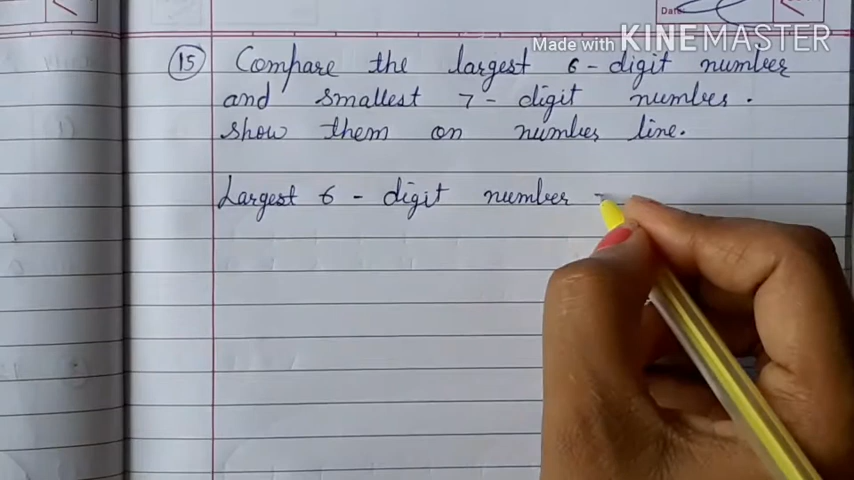 Date:
Made with KINEMASTER
15 Compare the largest 6-digit number
and smallest 7-digit number.
show them on number line.
Largest 6-digit number